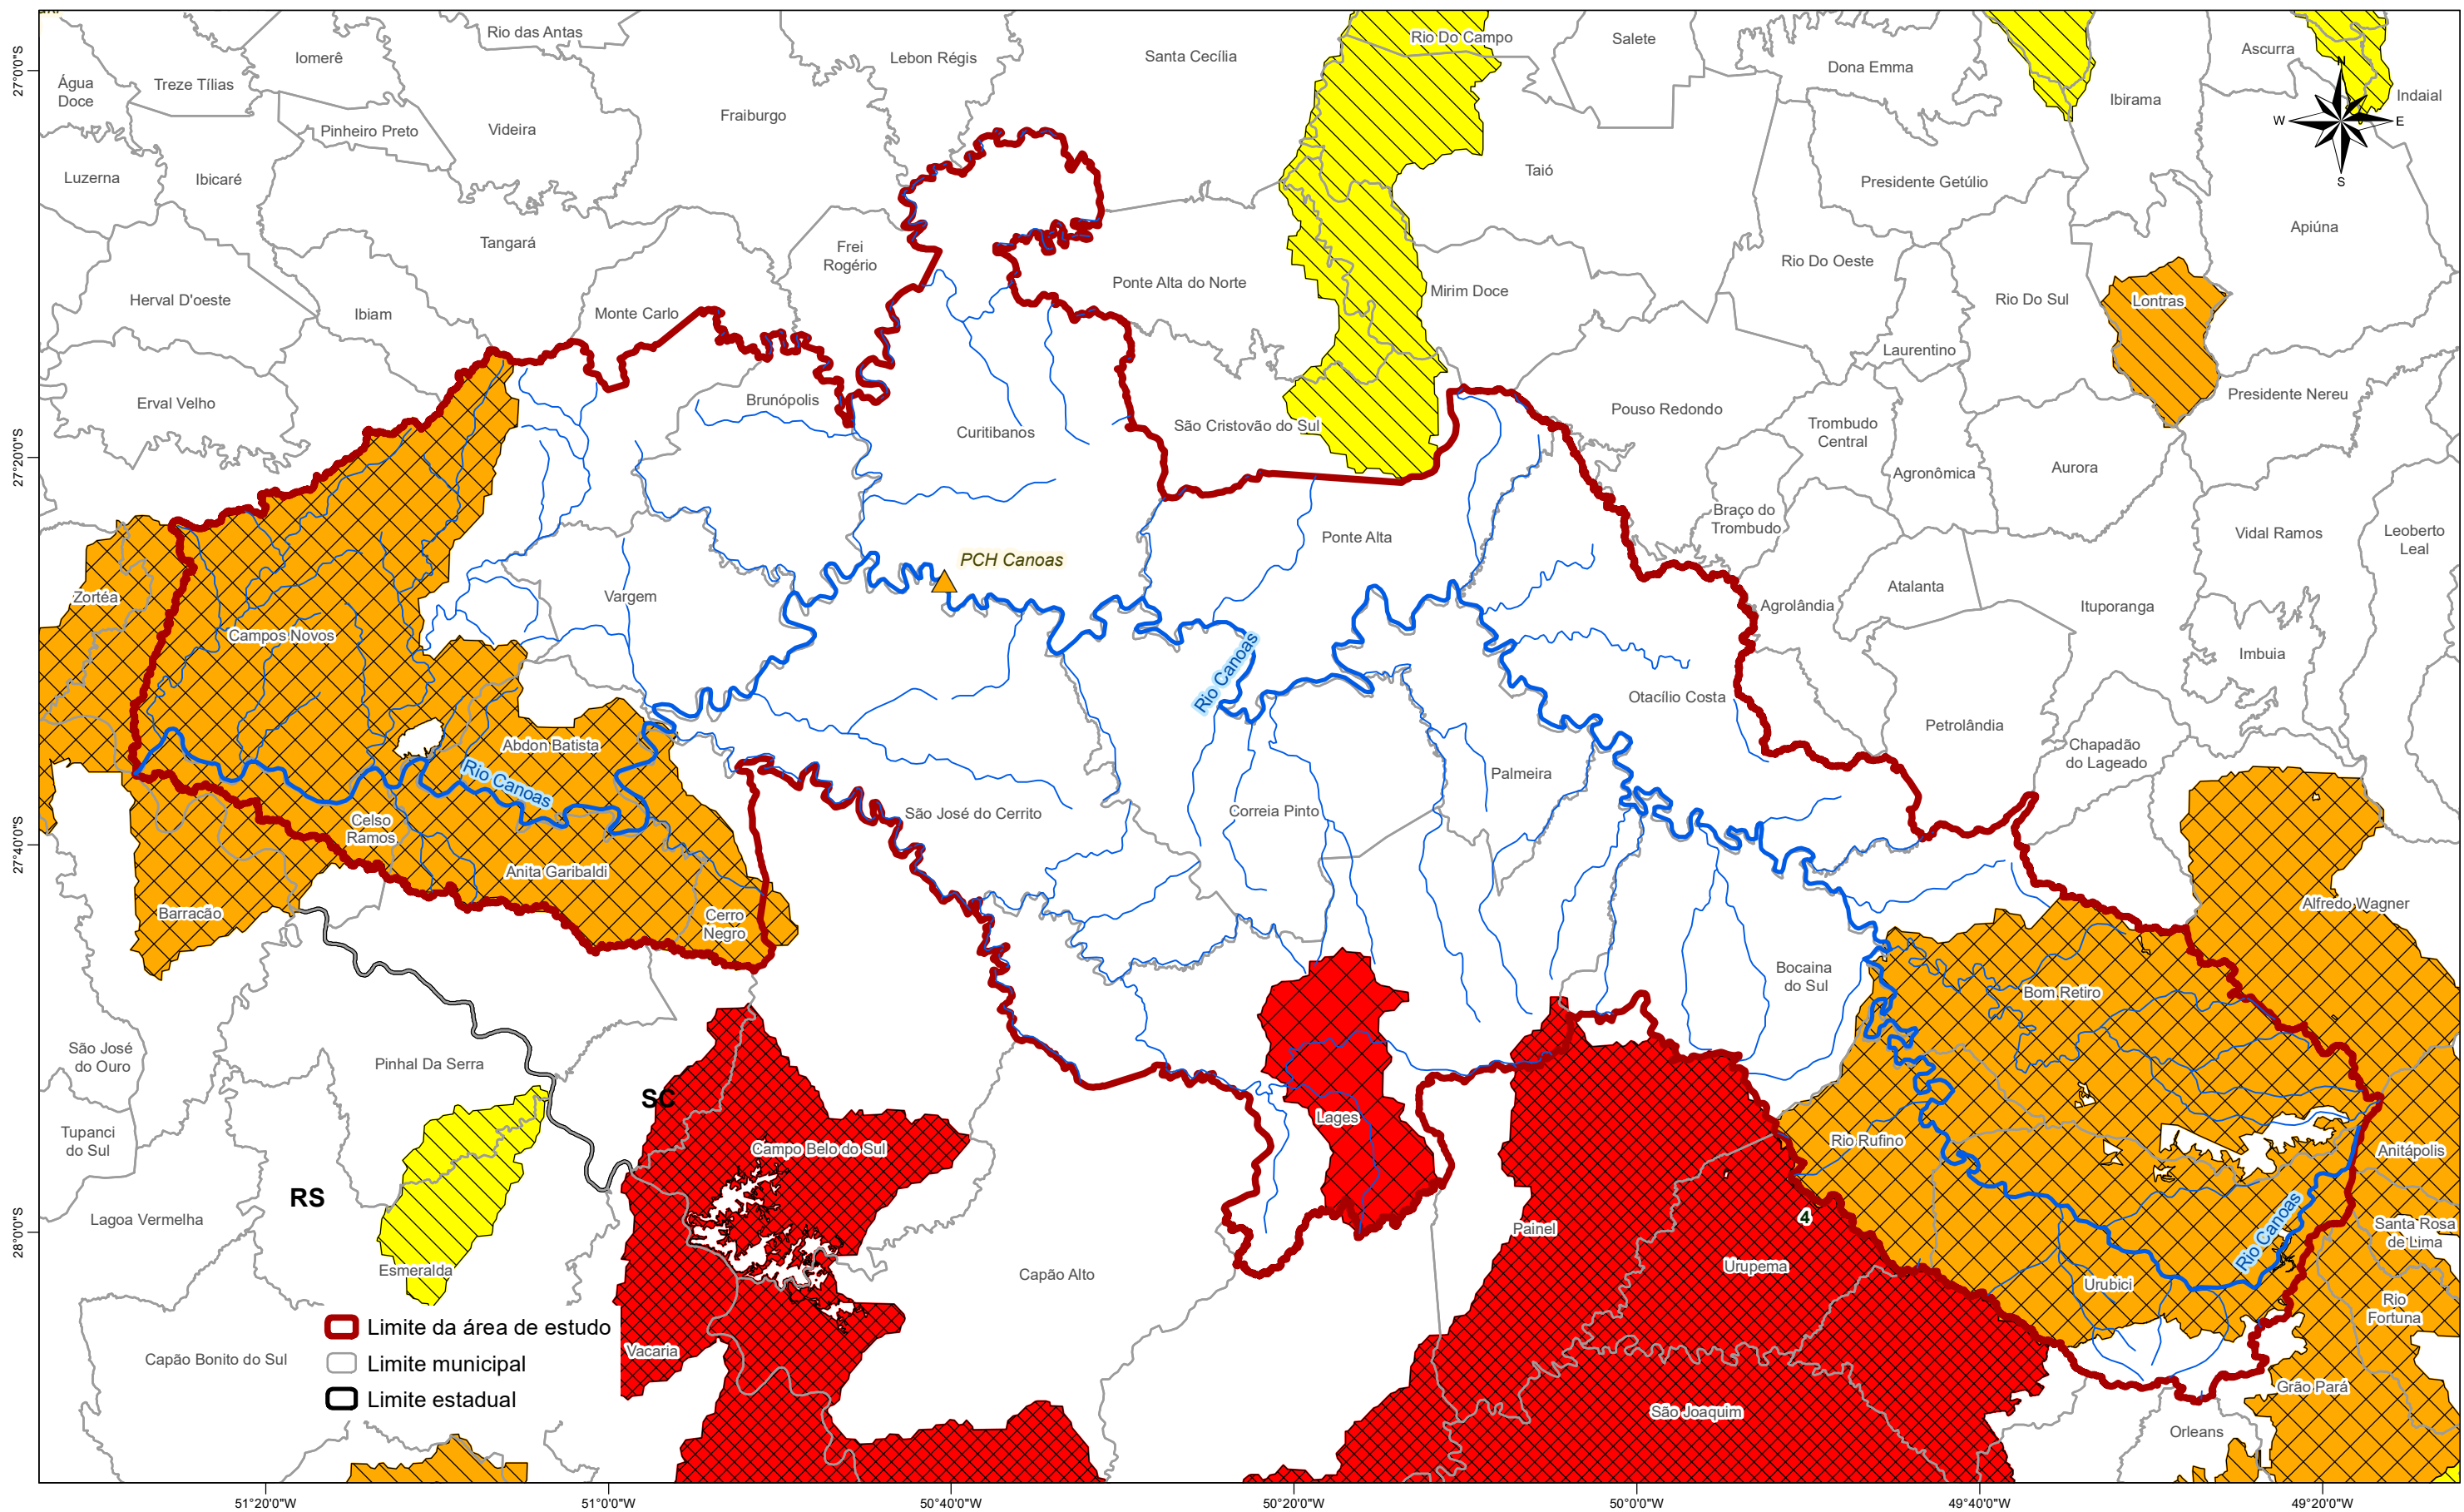 Rio das Antas
Lebon Régis
Santa Cecília
Rio Do Campo
Salete
Ascurra
Iomerê
Dona Emma
Água
Doce
Treze Tílias
Ibirama
Indaial
N
W
E
S
27°0'0"S
Pinheiro Preto
Videira
Fraiburgo
Luzerna
Ibicaré
Taió
Presidente Getúlio
Apiúna
Tangará
Frei
Rogério
Rio Do Oeste
Ponte Alta do Norte
Mirim Doce
Rio Do Sul
Lontras
Herval D'oeste
Ibiam
Monte Carlo
Laurentino
Erval Velho
Brunópolis
Curitibanos
São Cristovão do Sul
Pouso Redondo
Presidente Nereu
Trombudo
Central
27°20'0"S
Agronômica
Aurora
Braço do
Trombudo
Ponte Alta
Vidal Ramos
Leoberto
Leal
PCH Canoas
Zortéa
Vargem
Agrolândia
Atalanta
Ituporanga
Campos Novos
Imbuia
Rio Canoas
Otacílio Costa
Petrolândia
Abdon Batista
Chapadão
do Lageado
Rio Canoas
Palmeira
Celso
Ramos
São José do Cerrito
Correia Pinto
27°40'0"S
Anita Garibaldi
Barracão
Cerro
Negro
Alfredo Wagner
Bocaina
do Sul
Bom Retiro
São José
do Ouro
Pinhal Da Serra
SC
Lages
Tupanci
do Sul
Campo Belo do Sul
Rio Rufino
Anitápolis
RS
Lagoa Vermelha
4
Painel
Rio Canoas
Santa Rosa
de Lima
28°0'0"S
Esmeralda
Capão Alto
Urupema
Urubici
Rio
Fortuna
Limite da área de estudo
Limite municipal
Limite estadual
Capão Bonito do Sul
Vacaria
São Joaquim
Grão Pará
Orleans
51°20'0"W
51°0'0"W
50°40'0"W
50°20'0"W
50°0'0"W
49°40'0"W
49°20'0"W